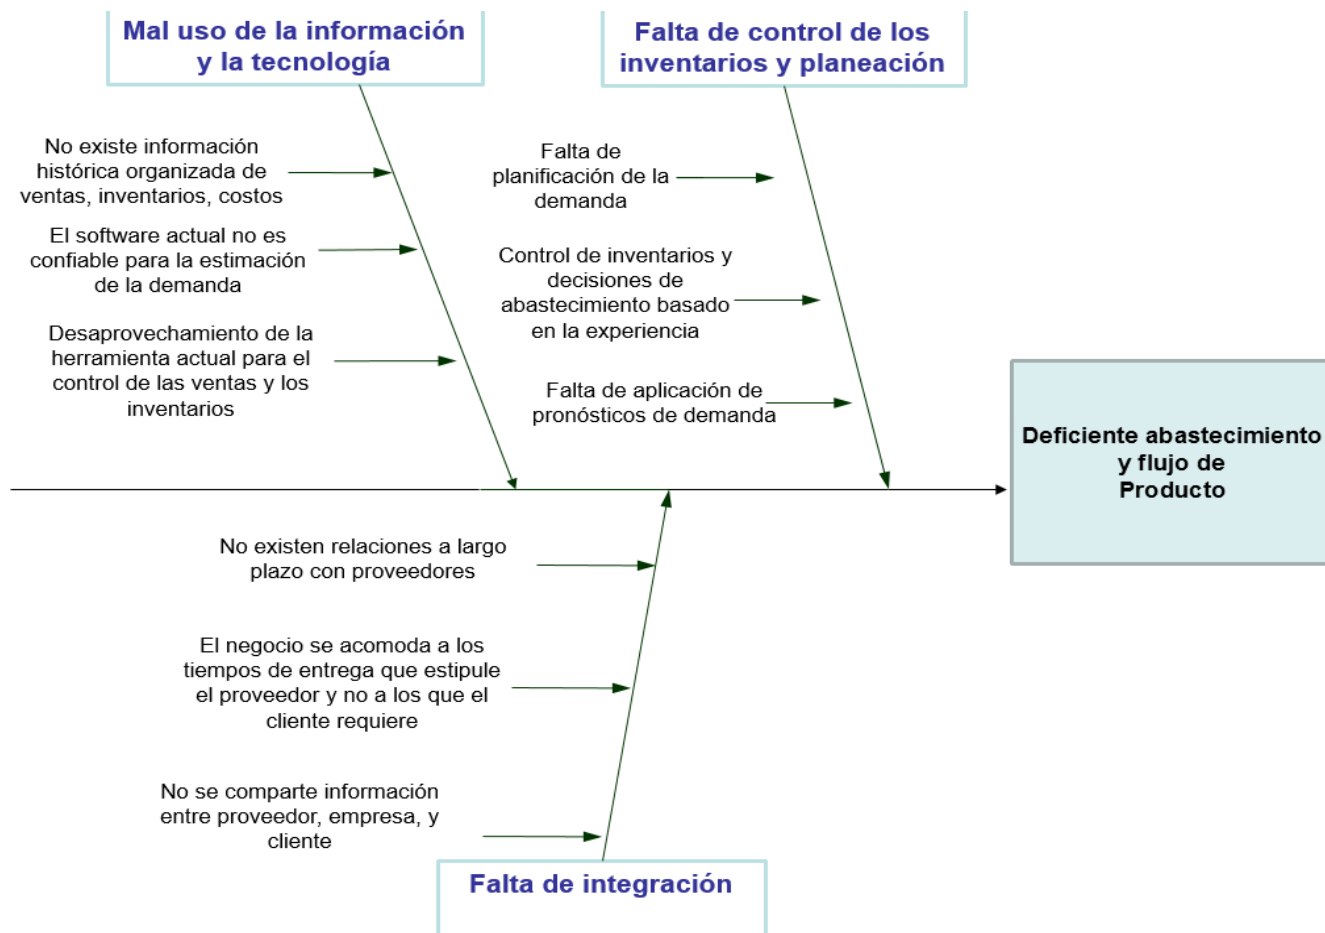 Mal uso de la información
y la tecnología
Falta de control de los
inventarios y planeación
No existe información
histórica organizada de
ventas, inventarios, costos
El software actual no es
confiable para la estimación
de la demanda
Desaprovechamiento de la
herramienta actual para el
control de las ventas y los
inventarios
Falta de
planificación de la
demanda
Control de inventarios y
decisiones de
abastecimiento basado
en la experiencia
Falta de aplicación de
pronósticos de demanda
Deficiente abastecimiento
y flujo de
Producto
No existen relaciones a largo
plazo con proveedores
El negocio se acomoda a los
tiempos de entrega que estipule
el proveedor y no a los que el
cliente requiere
No se comparte información
entre proveedor, empresa, y
cliente
Falta de integración